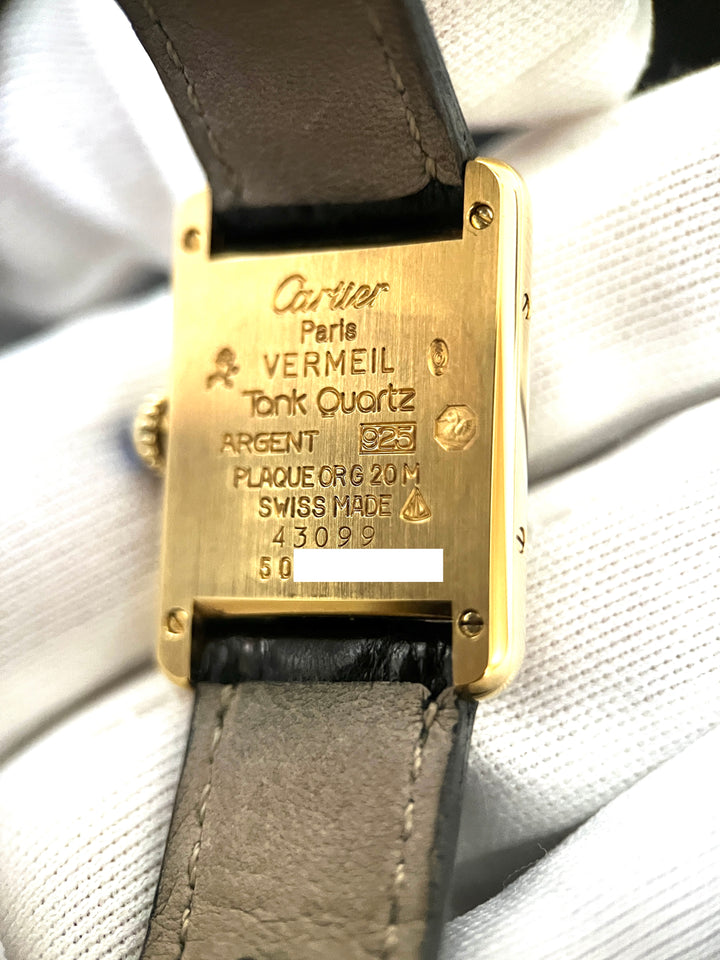 Cartier
Paris
VERMEIL
Tank Quartz
ARGENT 925
PLAQUE OR G 20 M
SWISS MADE
43099
50